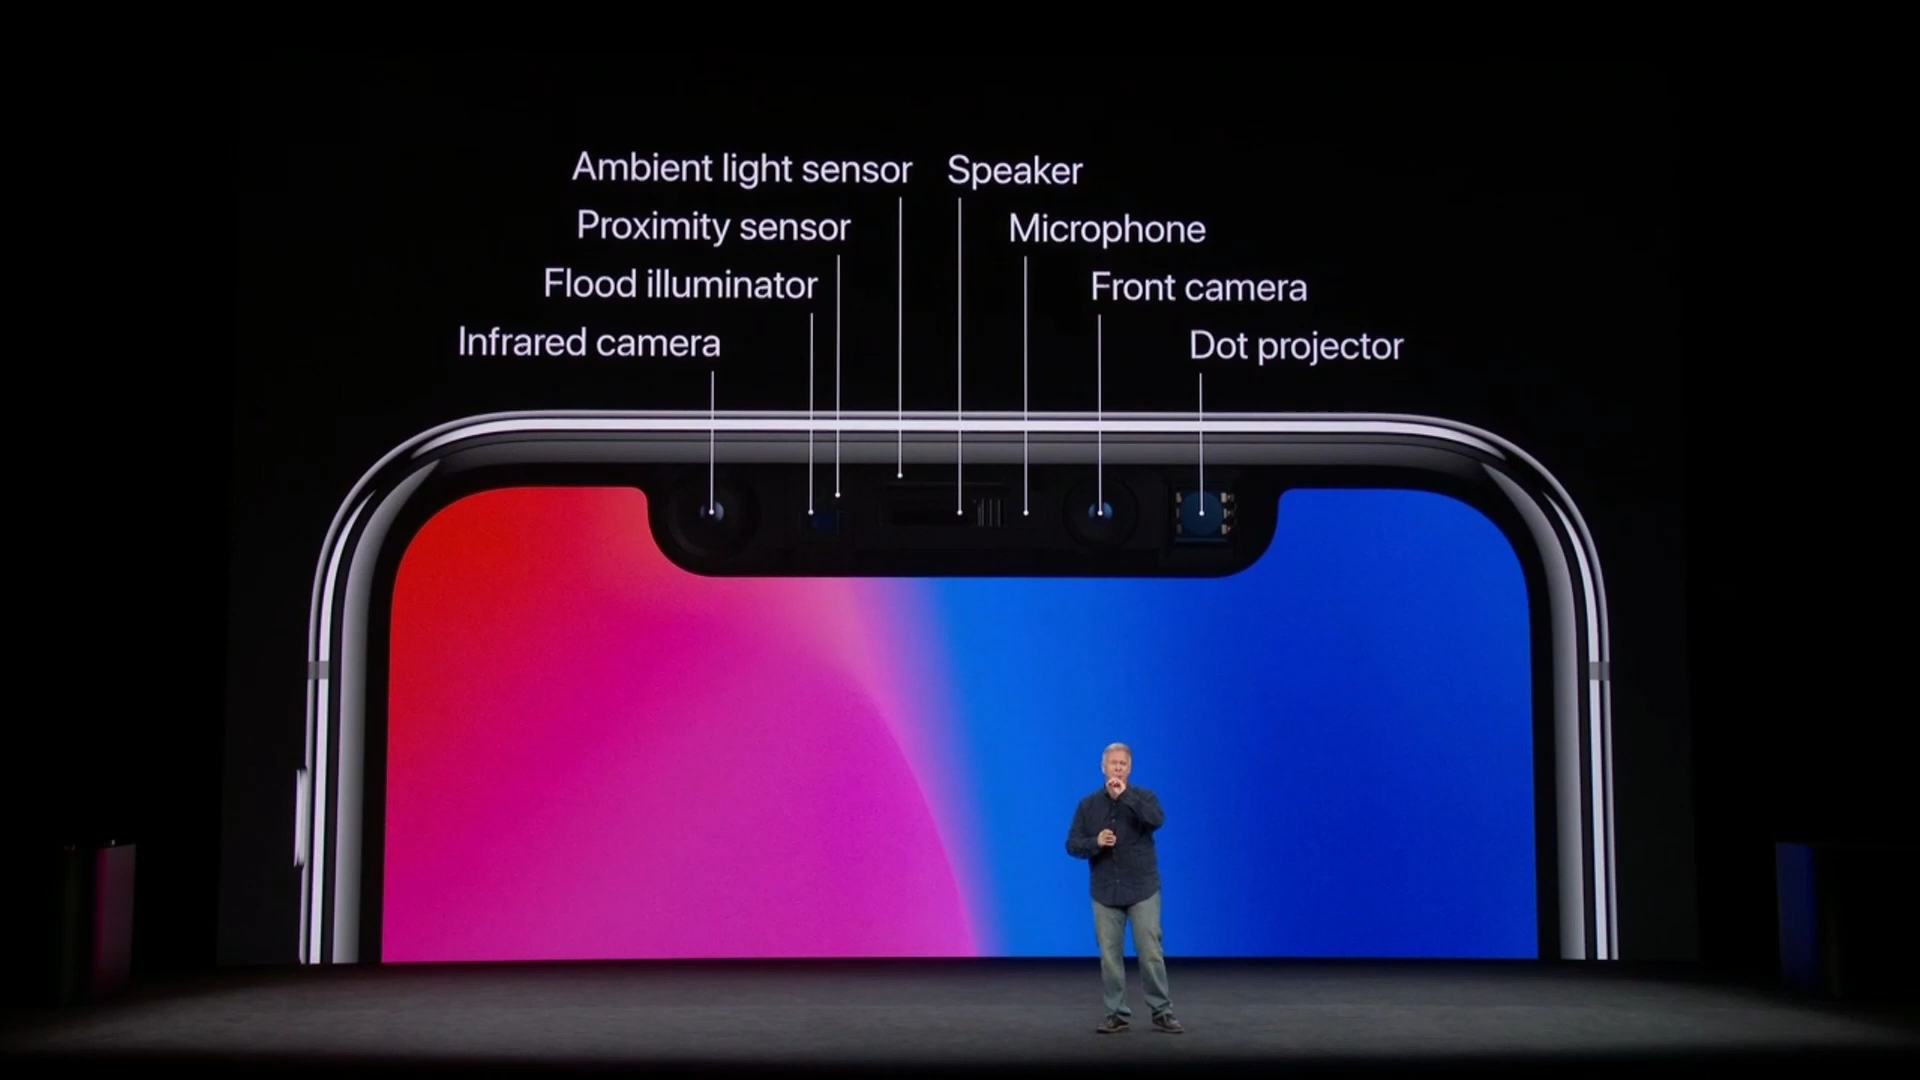 Ambient light sensor
Speaker
Proximity sensor
Microphone
Flood illuminator
Front camera
Infrared camera
Dot projector